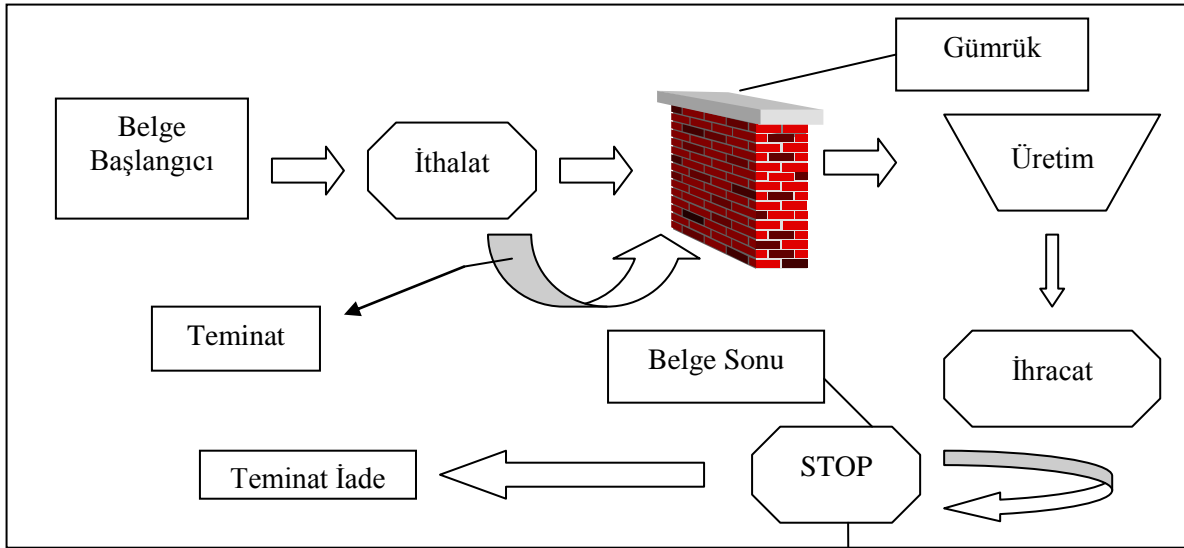 Gümrük
Belge
Başlangıcı
İthalat
Üretim
Teminat
Belge Sonu
İhracat
STOP
Teminat İade